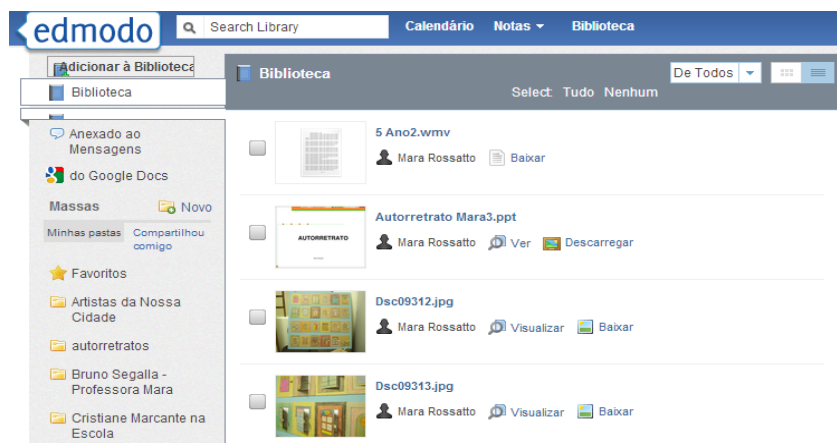 edmodo
Search Library
Calendário Notas Biblioteca
Adicionar à Biblioteca
Biblioteca
Anexado ao
Mensagens
do Google Docs
Massas Novo
Minhas pastas Compartilhou
comigo
Favoritos
Artistas da Nossa
Cidade
autorretratos
Bruno Segalla -
Professora Mara
Cristiane Marcante na
Escola
Biblioteca
De Todos
Select: Tudo Nenhum
5 Ano2.wmv
Mara Rossatto Baixar
AUTORRETRATO
Autorretrato Mara3.ppt
Mara Rossatto Ver Descarregar
Dsc09312.jpg
Mara Rossatto Visualizar Baixar
Dsc09313.jpg
Mara Rossatto Visualizar Baixar